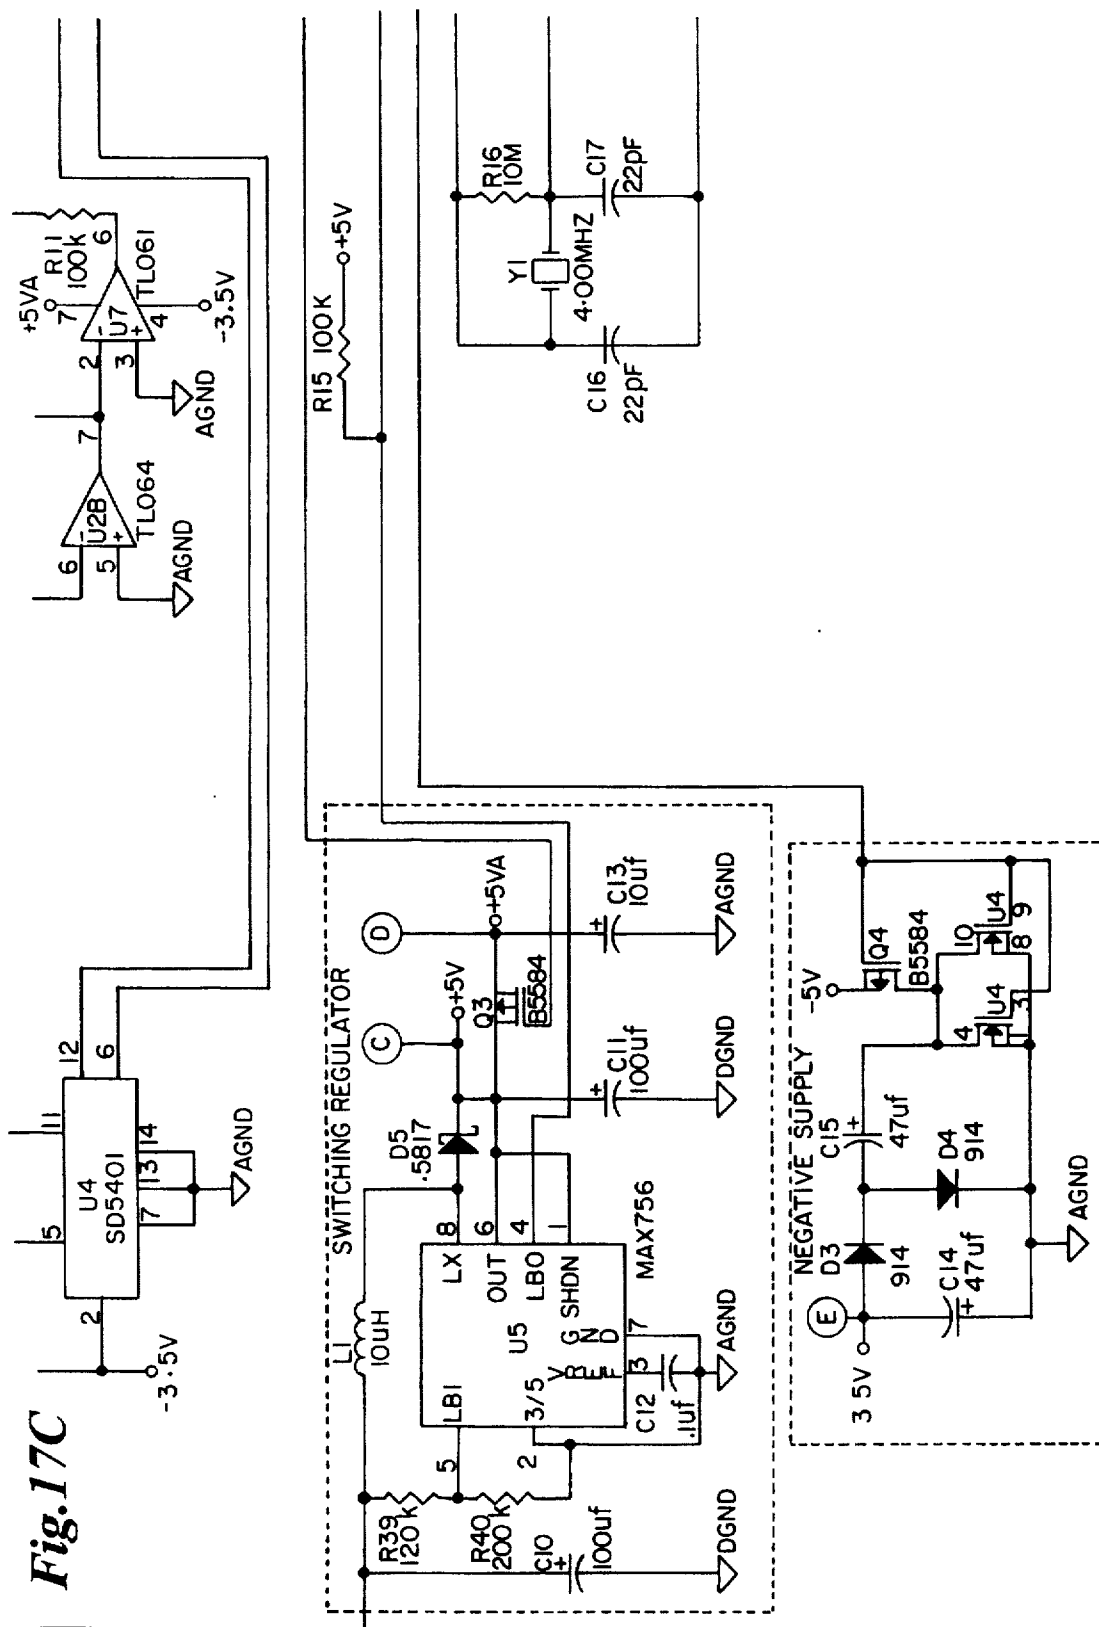 Fig.17C
5
11
2
U4
SD5401
12
6
7
13
14
-3.5V
AGND
6
5
-
+
U2B
7
TL064
AGND
+5VA
R11
100k
7
2
3
-
+
U7
6
4
TL061
-3.5V
AGND
R15 100K
+5V
R16
10M
Y1
4.00MHZ
C16
22pF
C17
22pF
SWITCHING REGULATOR
L1
10UH
R39
120k
R40
200k
C10
+
100uf
DGND
5
LB1
2
3/5
U5
LX
8
OUT
6
LBO
4
SHDN
1
VREF
3
GND
7
MAX756
C12
.1uf
AGND
D5
.5817
C
+5V
Q3
B5584
D
+5VA
C11
+
100uf
DGND
C13
+
10uf
AGND
NEGATIVE SUPPLY
E
3 5V
D3
914
C14
+
47uf
C15
+
47uf
D4
914
AGND
-5V
Q4
B5584
4
U4
3
1
10
U4
9
8